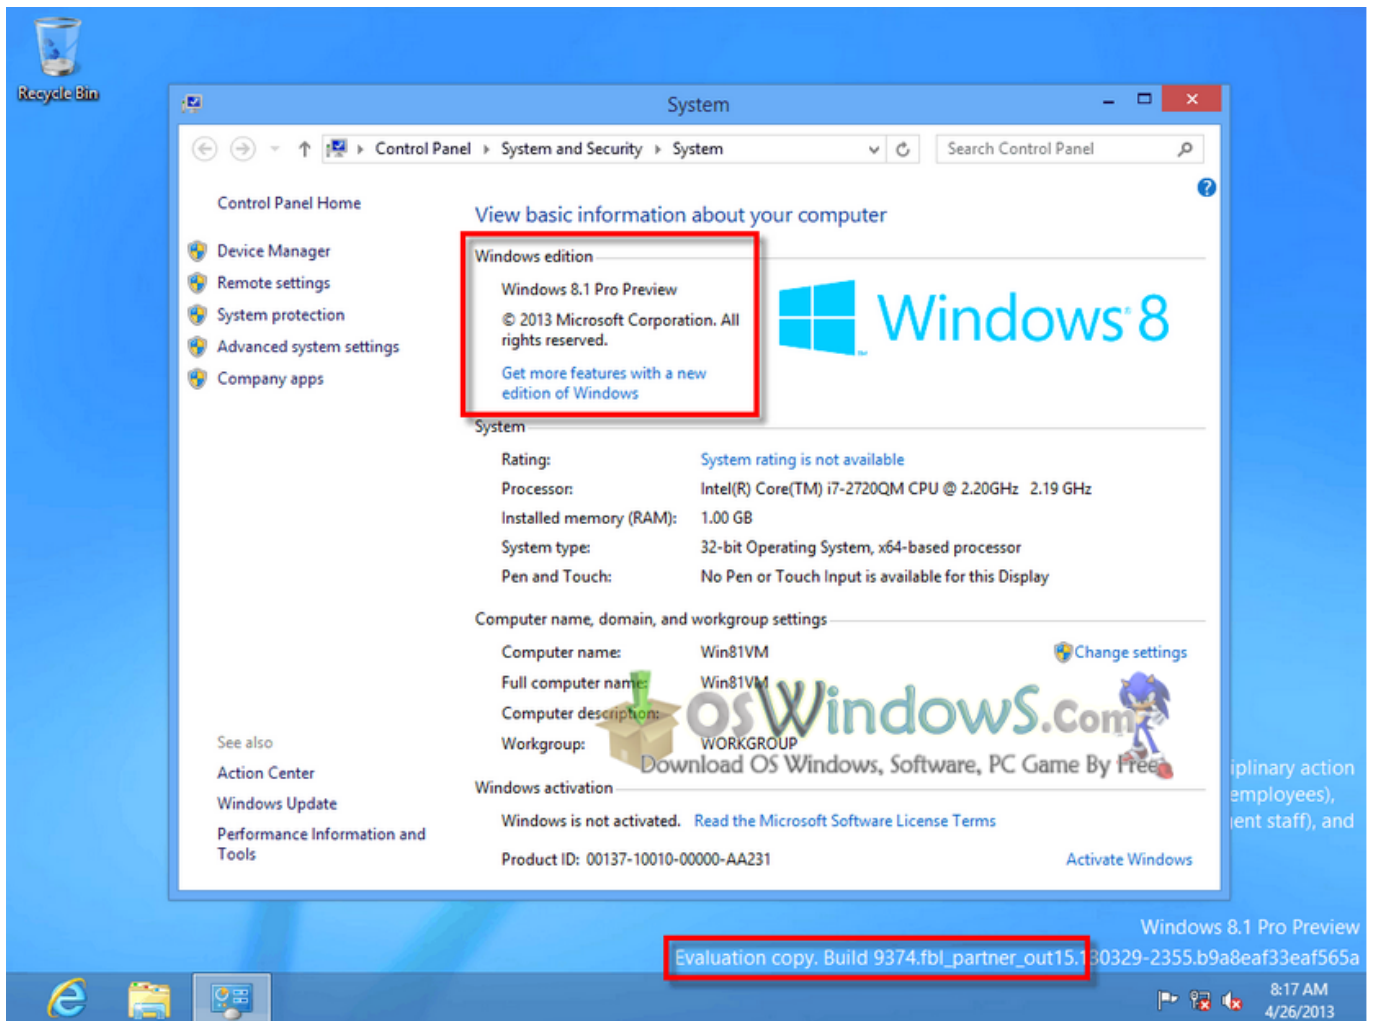 Recycle Bin
System
Control Panel System and Security System
Search Control Panel
Control Panel Home
Device Manager
Remote settings
System protection
Advanced system settings
Company apps
See also
Action Center
Windows Update
Performance Information and
Tools
View basic information about your computer
Windows edition
Windows 8.1 Pro Preview
© 2013 Microsoft Corporation. All
rights reserved.
Get more features with a new
edition of Windows
Windows 8
System
Rating: System rating is not available
Processor: Intel(R) Core(TM) i7-2720QM CPU @ 2.20GHz 2.19 GHz
Installed memory (RAM): 1.00 GB
System type: 32-bit Operating System, x64-based processor
Pen and Touch: No Pen or Touch Input is available for this Display
Computer name, domain, and workgroup settings
Computer name: Win81VM
Change settings
Full computer name: Win81VM
Computer description:
Workgroup: WORKGROUP
OSWindowS.Com
Download OS Windows, Software, PC Game By Free
Windows activation
Windows is not activated. Read the Microsoft Software License Terms
Product ID: 00137-10010-00000-AA231
Activate Windows
iplinary action
employees),
ent staff), and
Windows 8.1 Pro Preview
Evaluation copy. Build 9374.fbl_partner_out15.130329-2355.b9a8eaf33eaf565a
8:17 AM
4/26/2013